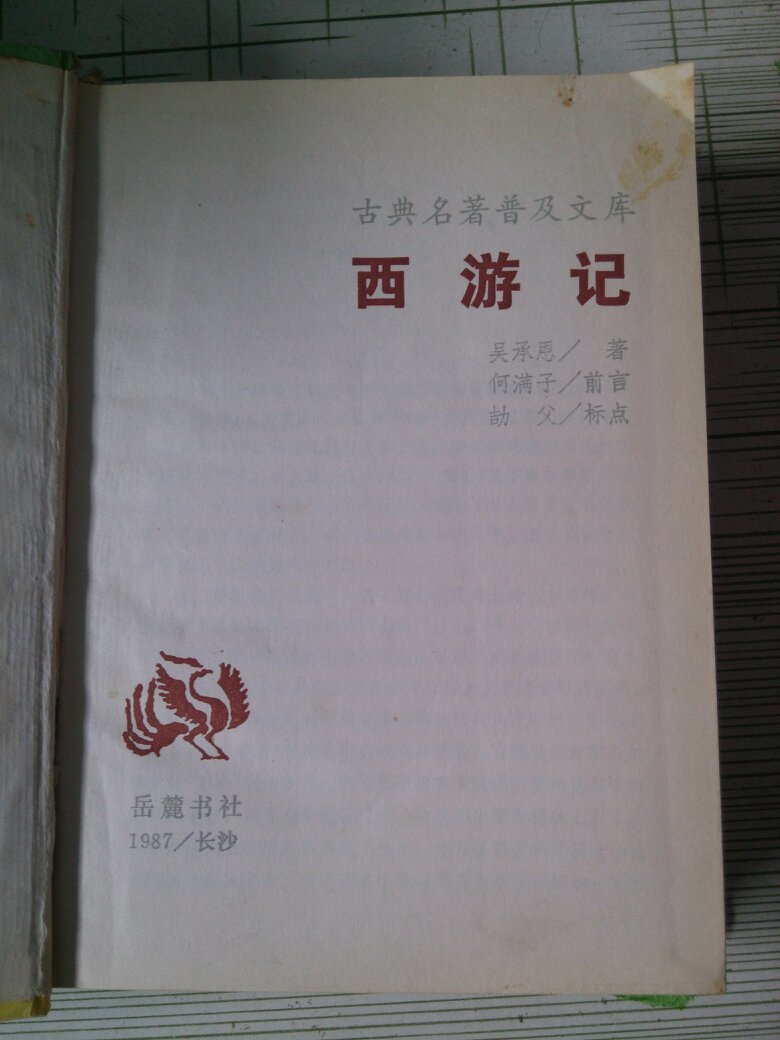 古典名著普及文库
西游记
吴承恩／著
何满子／前言
劼父／标点
岳麓书社
1987／长沙